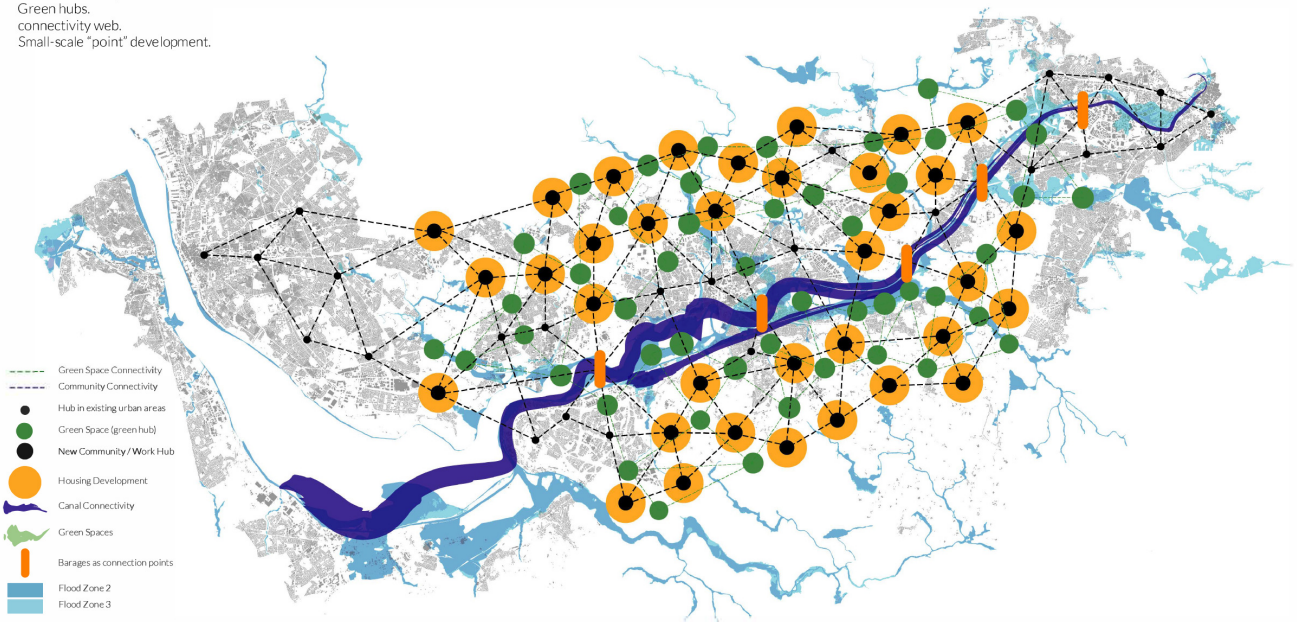 Green hubs.
connectivity web.
Small-scale "point" development.
Green Space Connectivity
Community Connectivity
Hub in existing urban areas
Green Space (green hub)
New Community / Work Hub
Housing Development
Canal Connectivity
Green Spaces
Barages as connection points
Flood Zone 2
Flood Zone 3